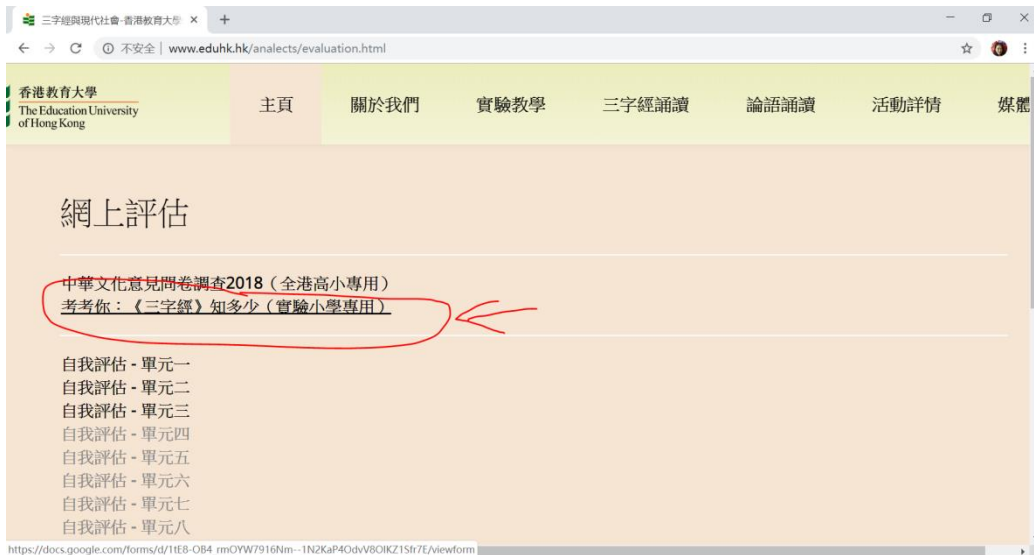 三字經與現代社會-香港教育大學
不安全 | www.eduhk.hk/analects/evaluation.html
香港教育大學
The Education University
of Hong Kong
主頁 關於我們 實驗教學 三字經誦讀 論語誦讀 活動詳情 媒體
網上評估
中華文化意見問卷調查2018（全港高小專用）
考考你：《三字經》知多少（實驗小學專用）
自我評估 - 單元一
自我評估 - 單元二
自我評估 - 單元三
自我評估 - 單元四
自我評估 - 單元五
自我評估 - 單元六
自我評估 - 單元七
自我評估 - 單元八
https://docs.google.com/forms/d/1tE8-OB4_rmOYW7916Nm--1N2KaP4OdvV8OlKZ1Sfr7E/viewform